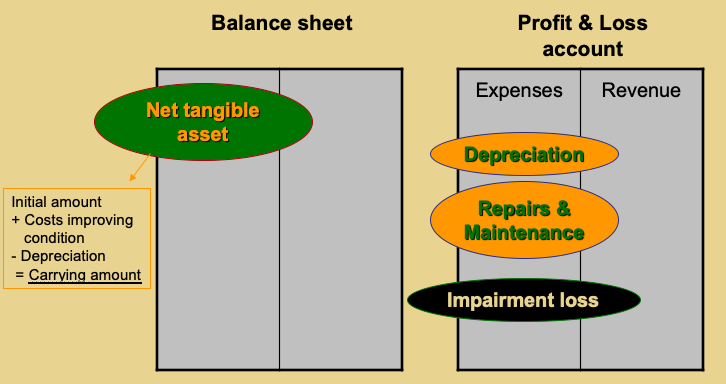 Balance sheet
Profit & Loss
account
Expenses
Revenue
Net tangible
asset
Depreciation
Initial amount
+ Costs improving
condition
- Depreciation
= Carrying amount
Repairs &
Maintenance
Impairment loss